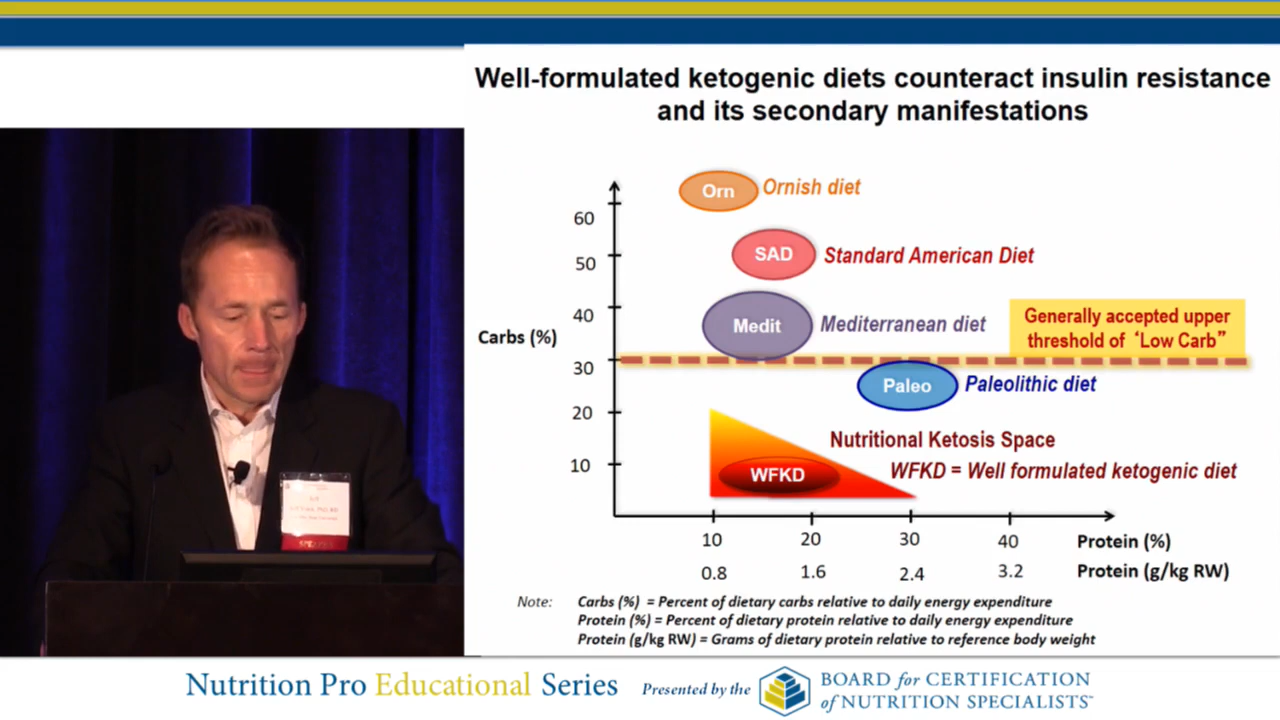 Well-formulated ketogenic diets counteract insulin resistance
and its secondary manifestations
Orn Ornish diet
60
SAD Standard American Diet
50
Medit Mediterranean diet
40
Carbs (%)
Generally accepted upper
threshold of ‘Low Carb”
30
Paleo Paleolithic diet
20
Nutritional Ketosis Space
10
WFKD WFKD = Well formulated ketogenic diet
10 20 30 40 Protein (%)
0.8 1.6 2.4 3.2 Protein (g/kg RW)
Note: Carbs (%) = Percent of dietary carbs relative to daily energy expenditure
Protein (%) = Percent of dietary protein relative to daily energy expenditure
Protein (g/kg RW) = Grams of dietary protein relative to reference body weight
SPEAKER
Nutrition Pro Educational Series Presented by the
BOARD for CERTIFICATION
of NUTRITION SPECIALISTS™